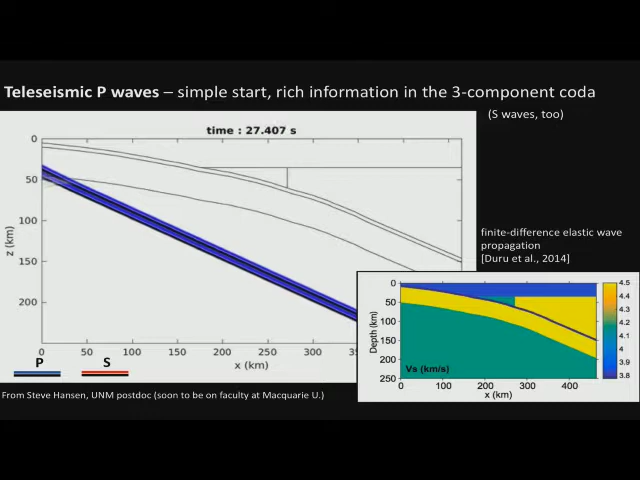 Teleseismic P waves – simple start, rich information in the 3-component coda
(S waves, too)
time : 27.407 s
0
50
100
150
200
z (km)
0 50 100 150 200 250 300 35
x (km)
P S
finite-difference elastic wave
propagation
[Duru et al., 2014]
0
50
100
150
200
250
Depth (km)
Vs (km/s)
0 100 200 300 400
x (km)
4.5
4.4
4.3
4.2
4.1
4
3.9
3.8
From Steve Hansen, UNM postdoc (soon to be on faculty at Macquarie U.)